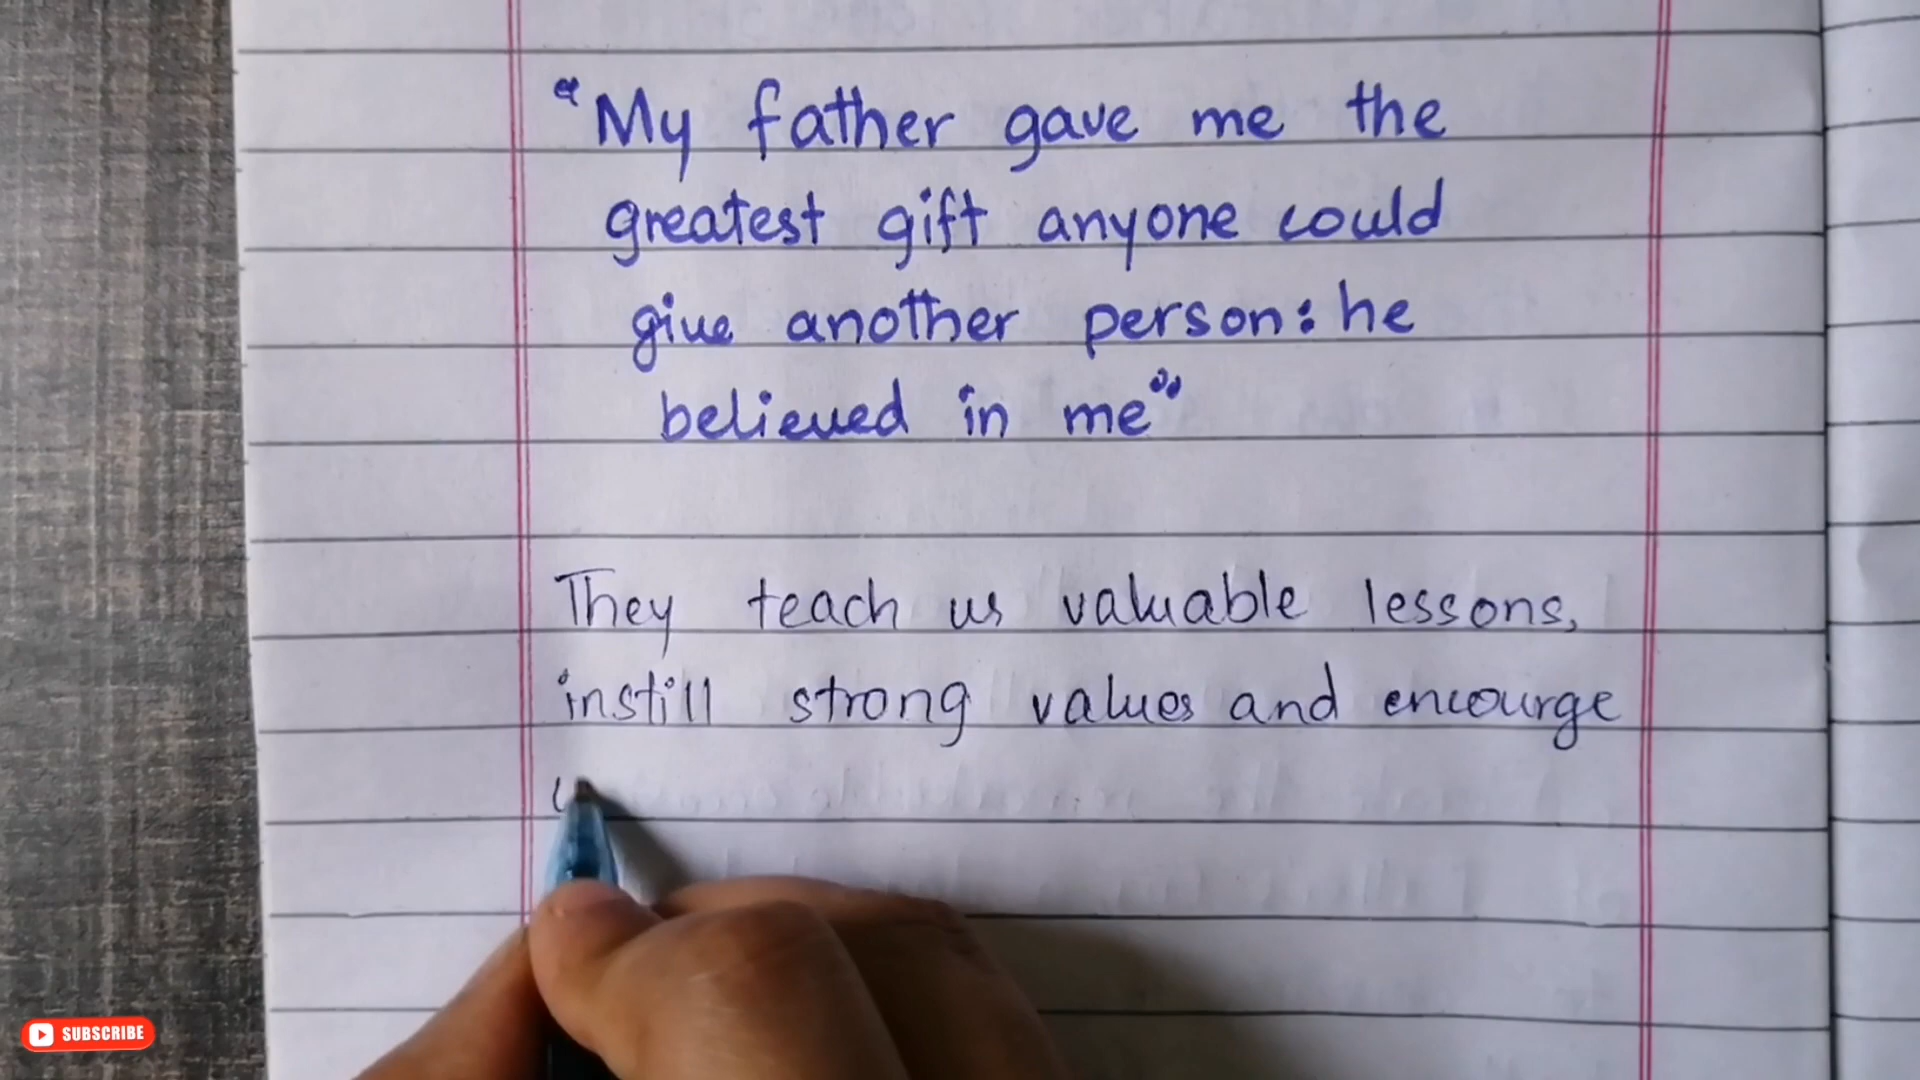 "My father gave me the
greatest gift anyone could
give another person: he
believed in me"
They teach us valuable lessons,
instill strong values and encourge
SUBSCRIBE